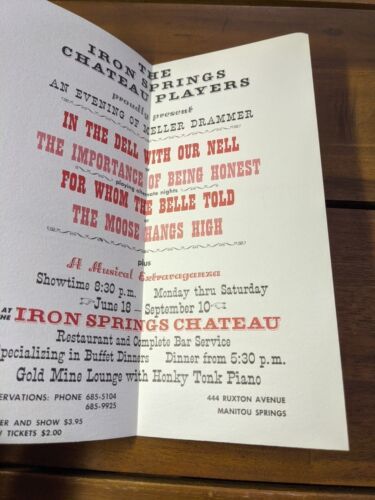 THE
IRON SPRINGS
CHATEAU PLAYERS
proudly present
AN EVENING OF MELLER DRAMMER
IN THE DELL WITH OUR NELL
THE IMPORTANCE OF BEING HONEST
playing alternate nights
FOR WHOM THE BELLE TOLD
or
THE MOOSE HANGS HIGH
plus
A Musical Extravaganza
Showtime 8:30 p.m. Monday thru Saturday
June 18 - September 10
AT THE IRON SPRINGS CHATEAU
Restaurant and Complete Bar Service
Specializing in Buffet Dinners Dinner from 5:30 p.m.
Gold Mine Lounge with Honky Tonk Piano
ERVATIONS: PHONE 685-5104
685-9925
444 RUXTON AVENUE
MANITOU SPRINGS
ER AND SHOW $3.95
TICKETS $2.00